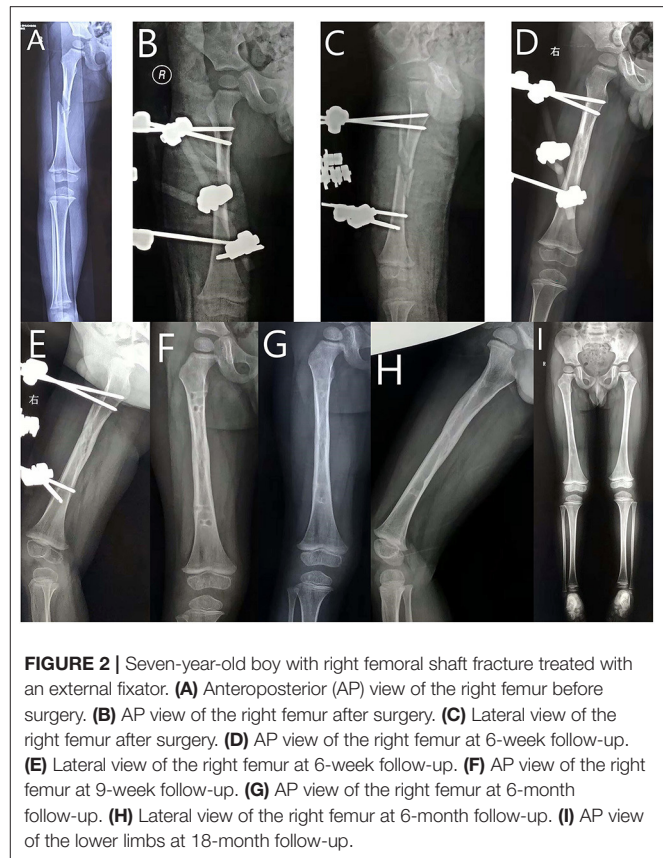 A
B
C
D
R
右
E
F
G
H
I
右
FIGURE 2 | Seven-year-old boy with right femoral shaft fracture treated with
an external fixator. (A) Anteroposterior (AP) view of the right femur before
surgery. (B) AP view of the right femur after surgery. (C) Lateral view of the
right femur after surgery. (D) AP view of the right femur at 6-week follow-up.
(E) Lateral view of the right femur at 6-week follow-up. (F) AP view of the right
femur at 9-week follow-up. (G) AP view of the right femur at 6-month
follow-up. (H) Lateral view of the right femur at 6-month follow-up. (I) AP view
of the lower limbs at 18-month follow-up.